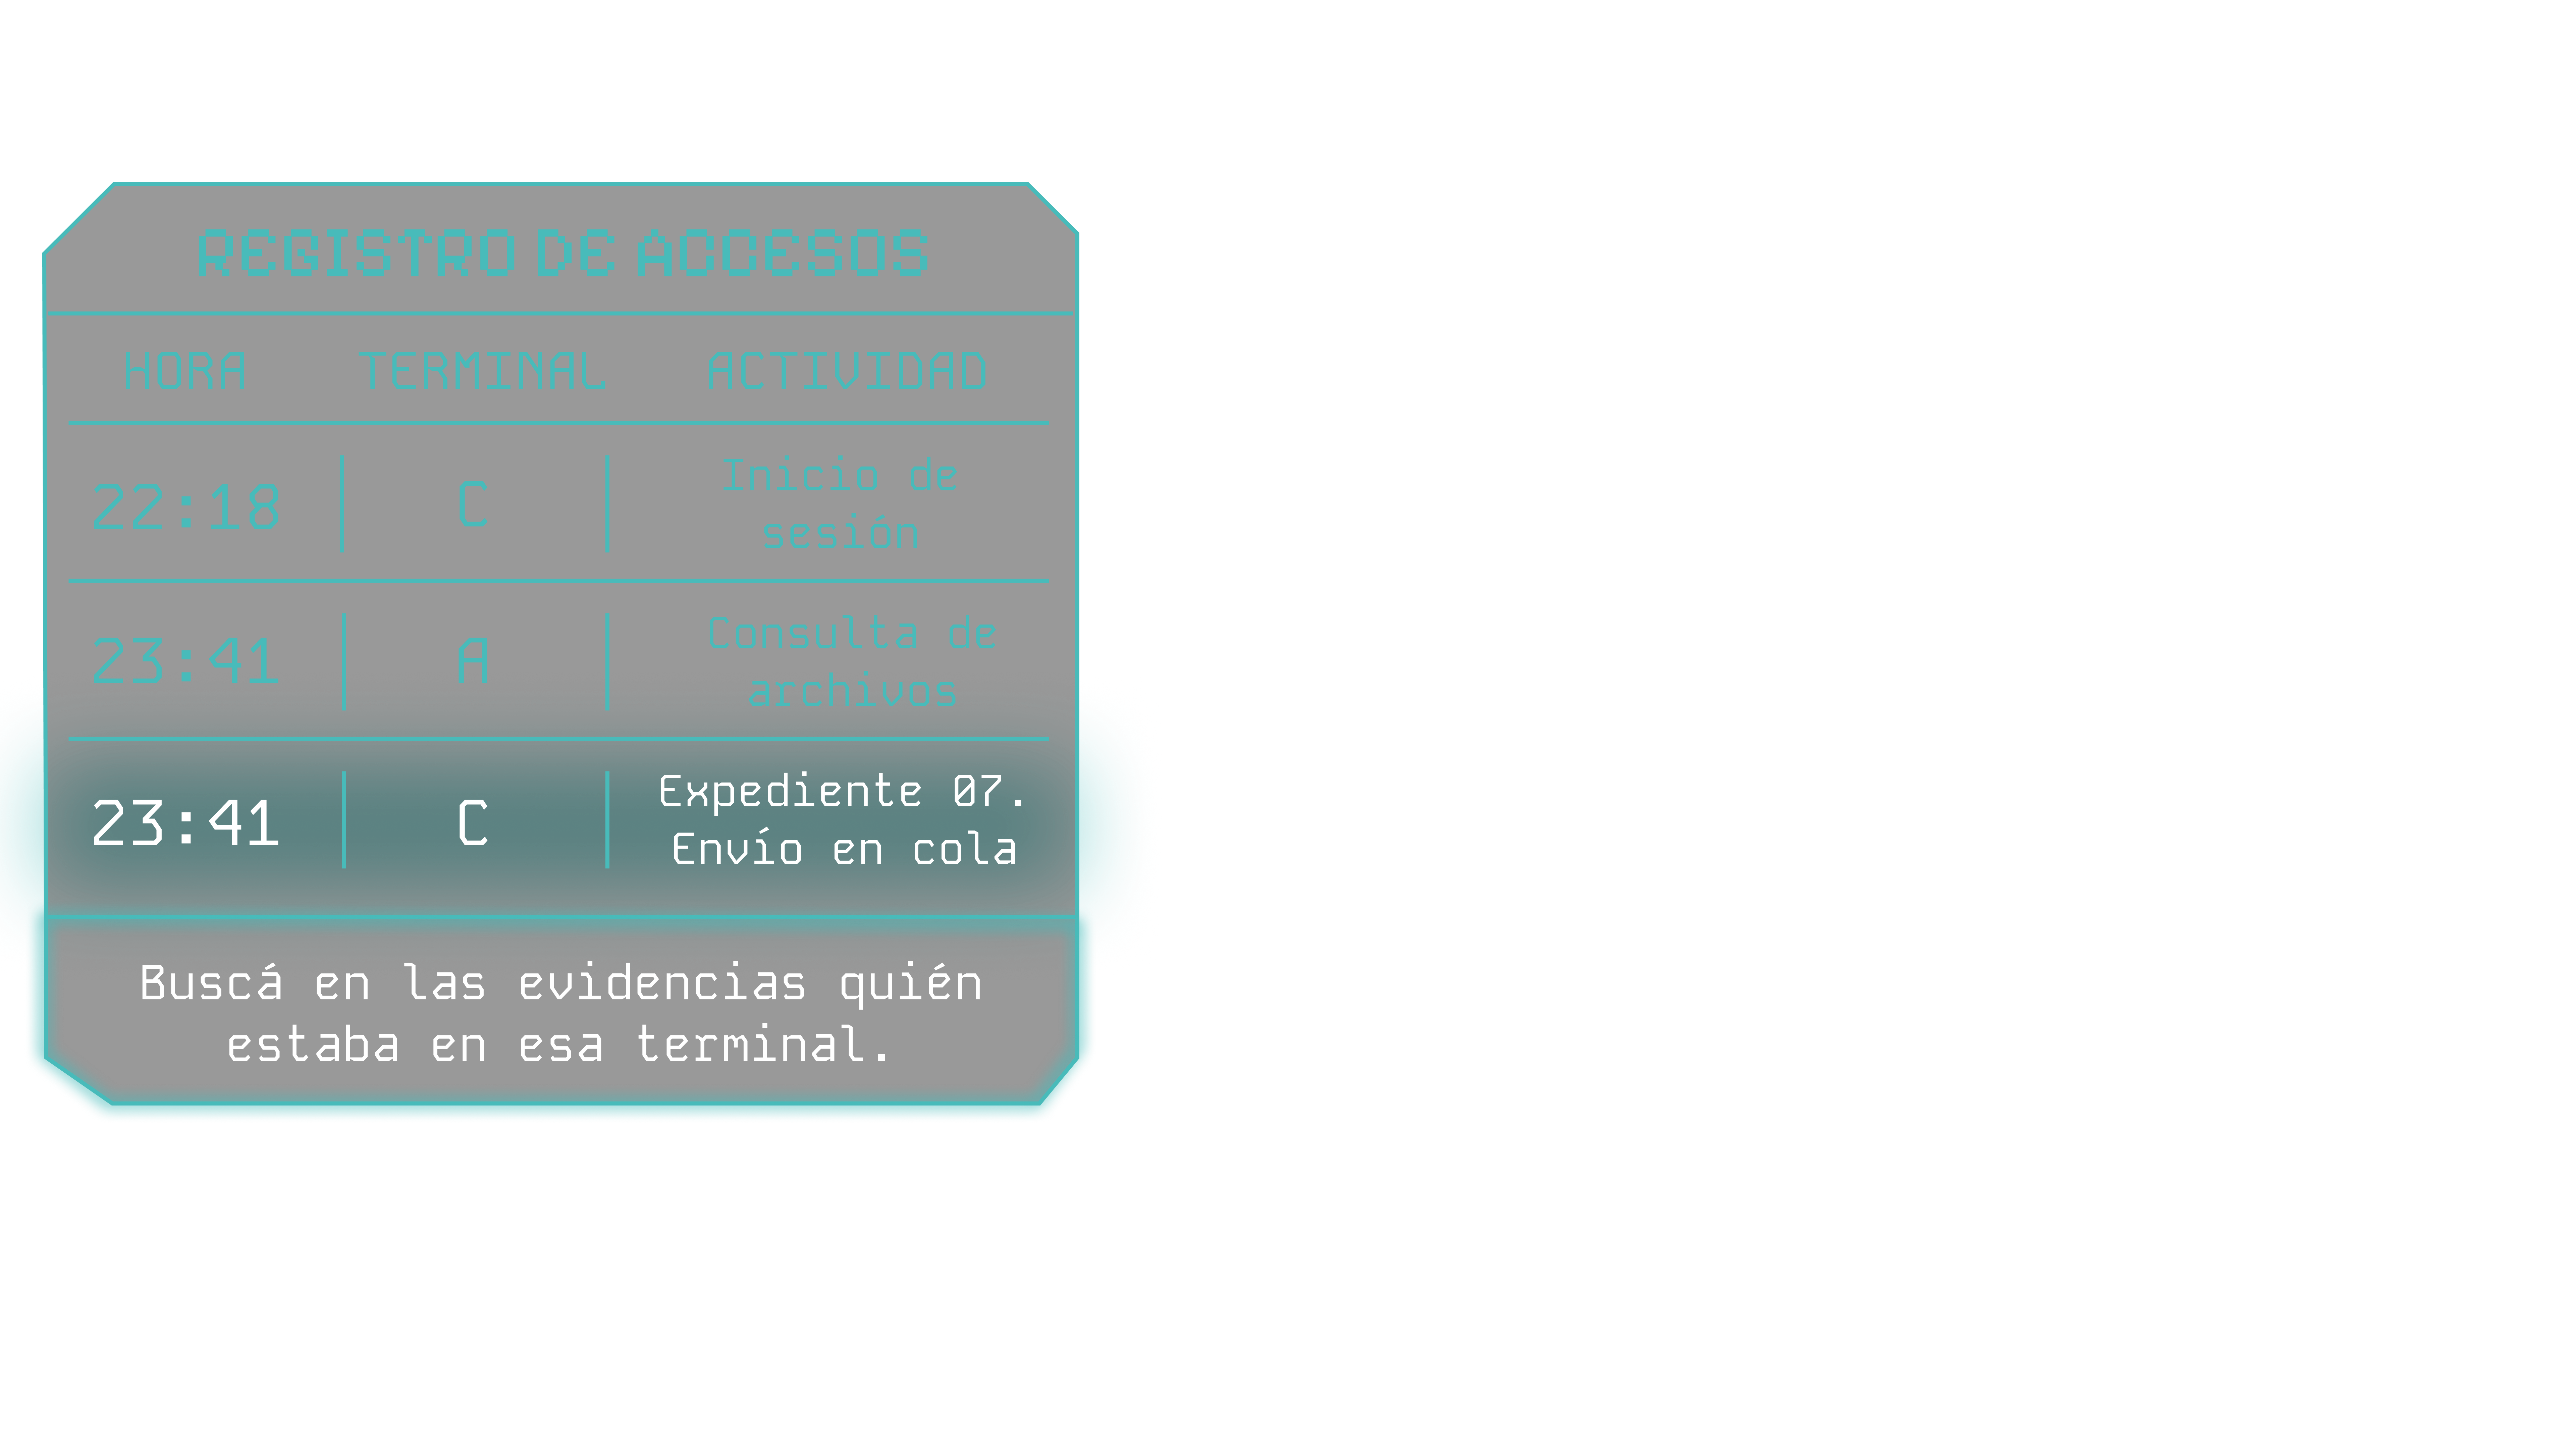 REGISTRO DE ACCESOS
HORA TERMINAL ACTIVIDAD
22:18 C Inicio de
sesión
23:41 A Consulta de
archivos
23:41 C Expediente 07.
Envío en cola
Buscá en las evidencias quién
estaba en esa terminal.